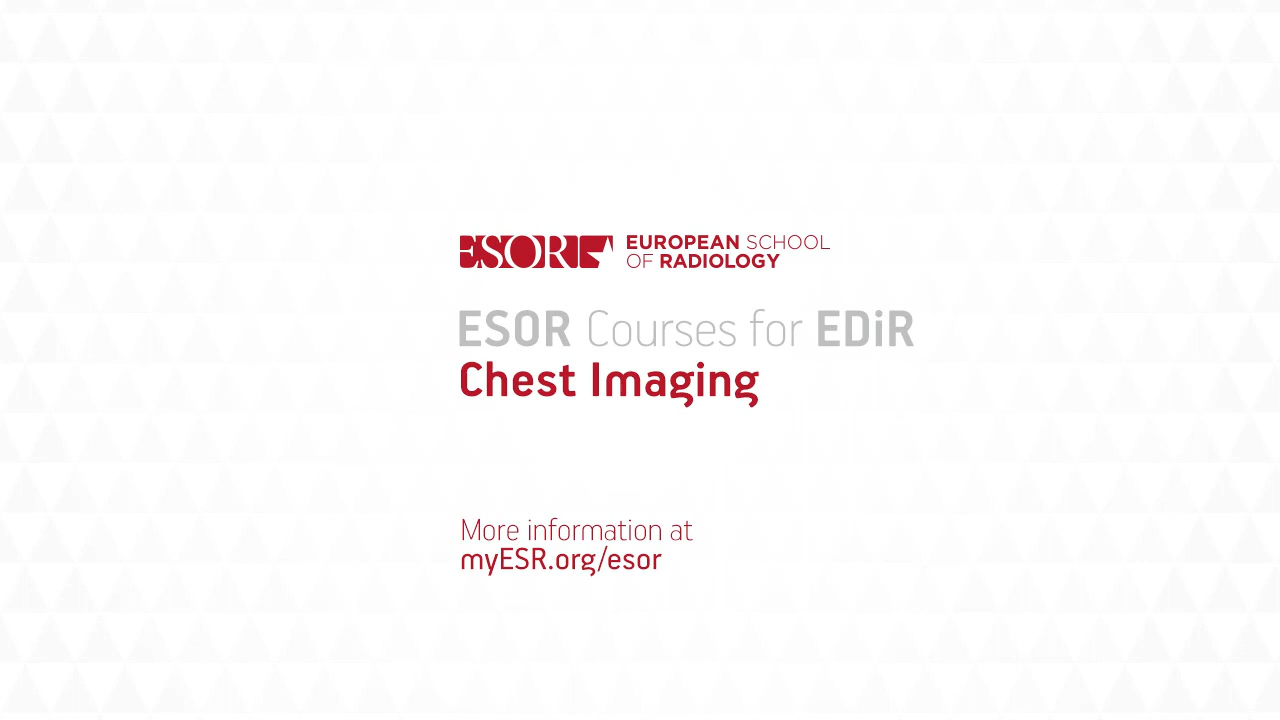 ESOR EUROPEAN SCHOOL
OF RADIOLOGY
ESOR Courses for EDiR
Chest Imaging
More information at
myESR.org/esor